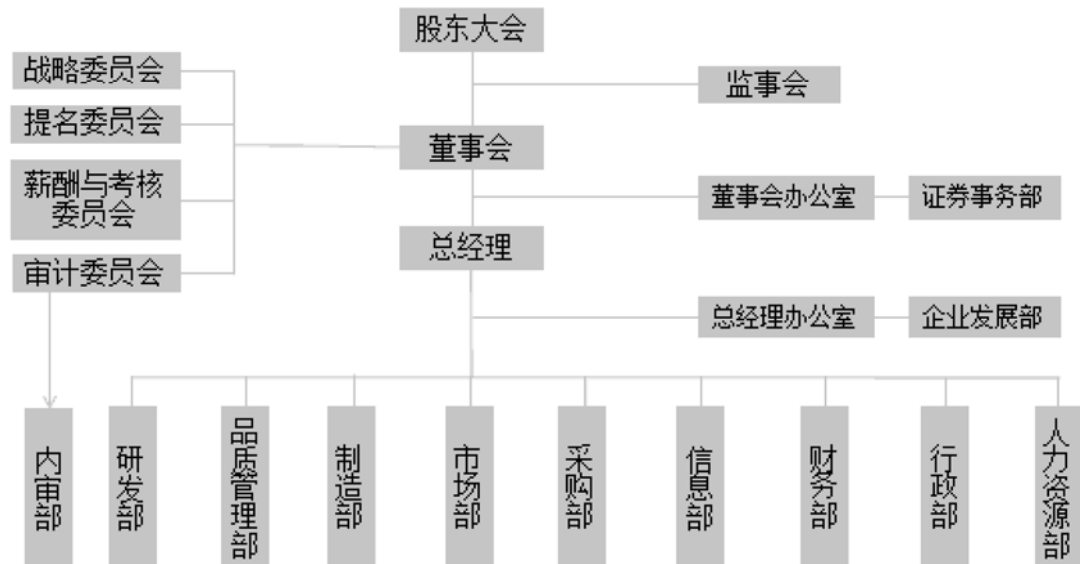 股东大会
战略委员会
监事会
提名委员会
董事会
薪酬与考核
委员会
董事会办公室
证券事务部
总经理
审计委员会
总经理办公室
企业发展部
内审部
研发部
品质管理部
制造部
市场部
采购部
信息部
财务部
行政部
人力资源部